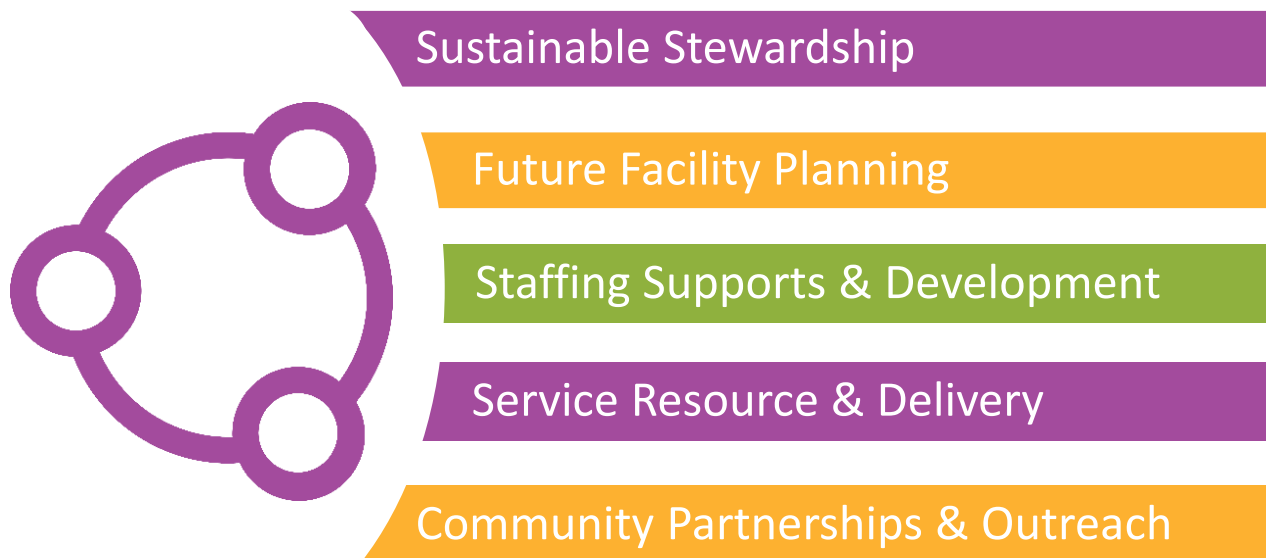 Sustainable Stewardship
Future Facility Planning
Staffing Supports & Development
Service Resource & Delivery
Community Partnerships & Outreach